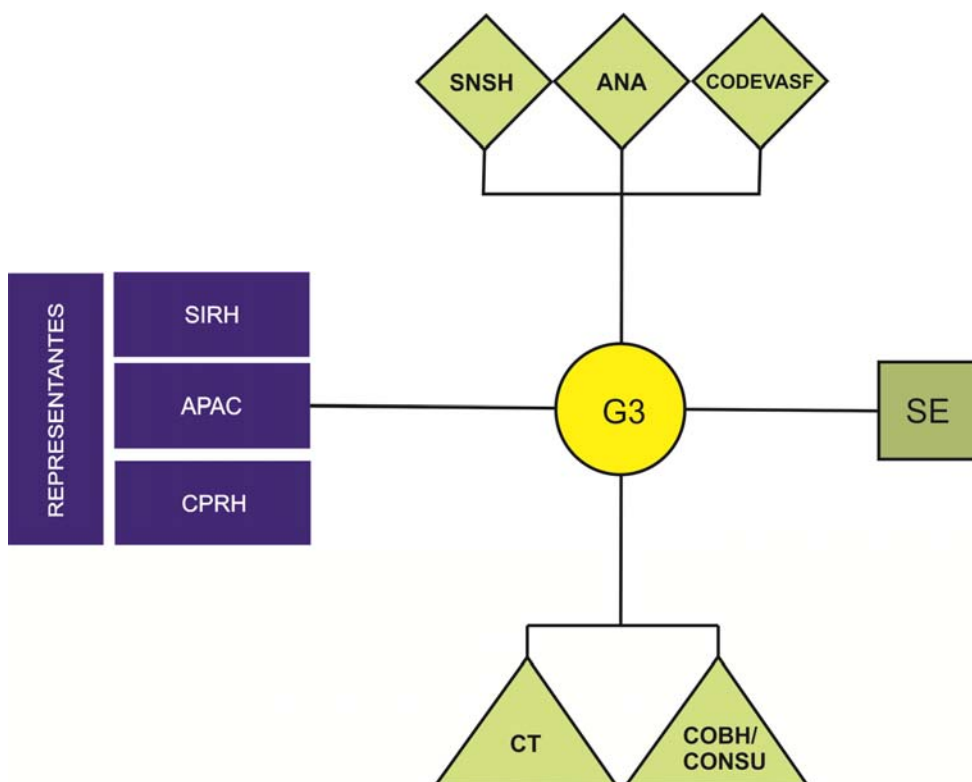 SNSH
ANA
CODEVASF
REPRESENTANTES
SIRH
APAC
CPRH
G3
SE
CT
COBH/
CONSU